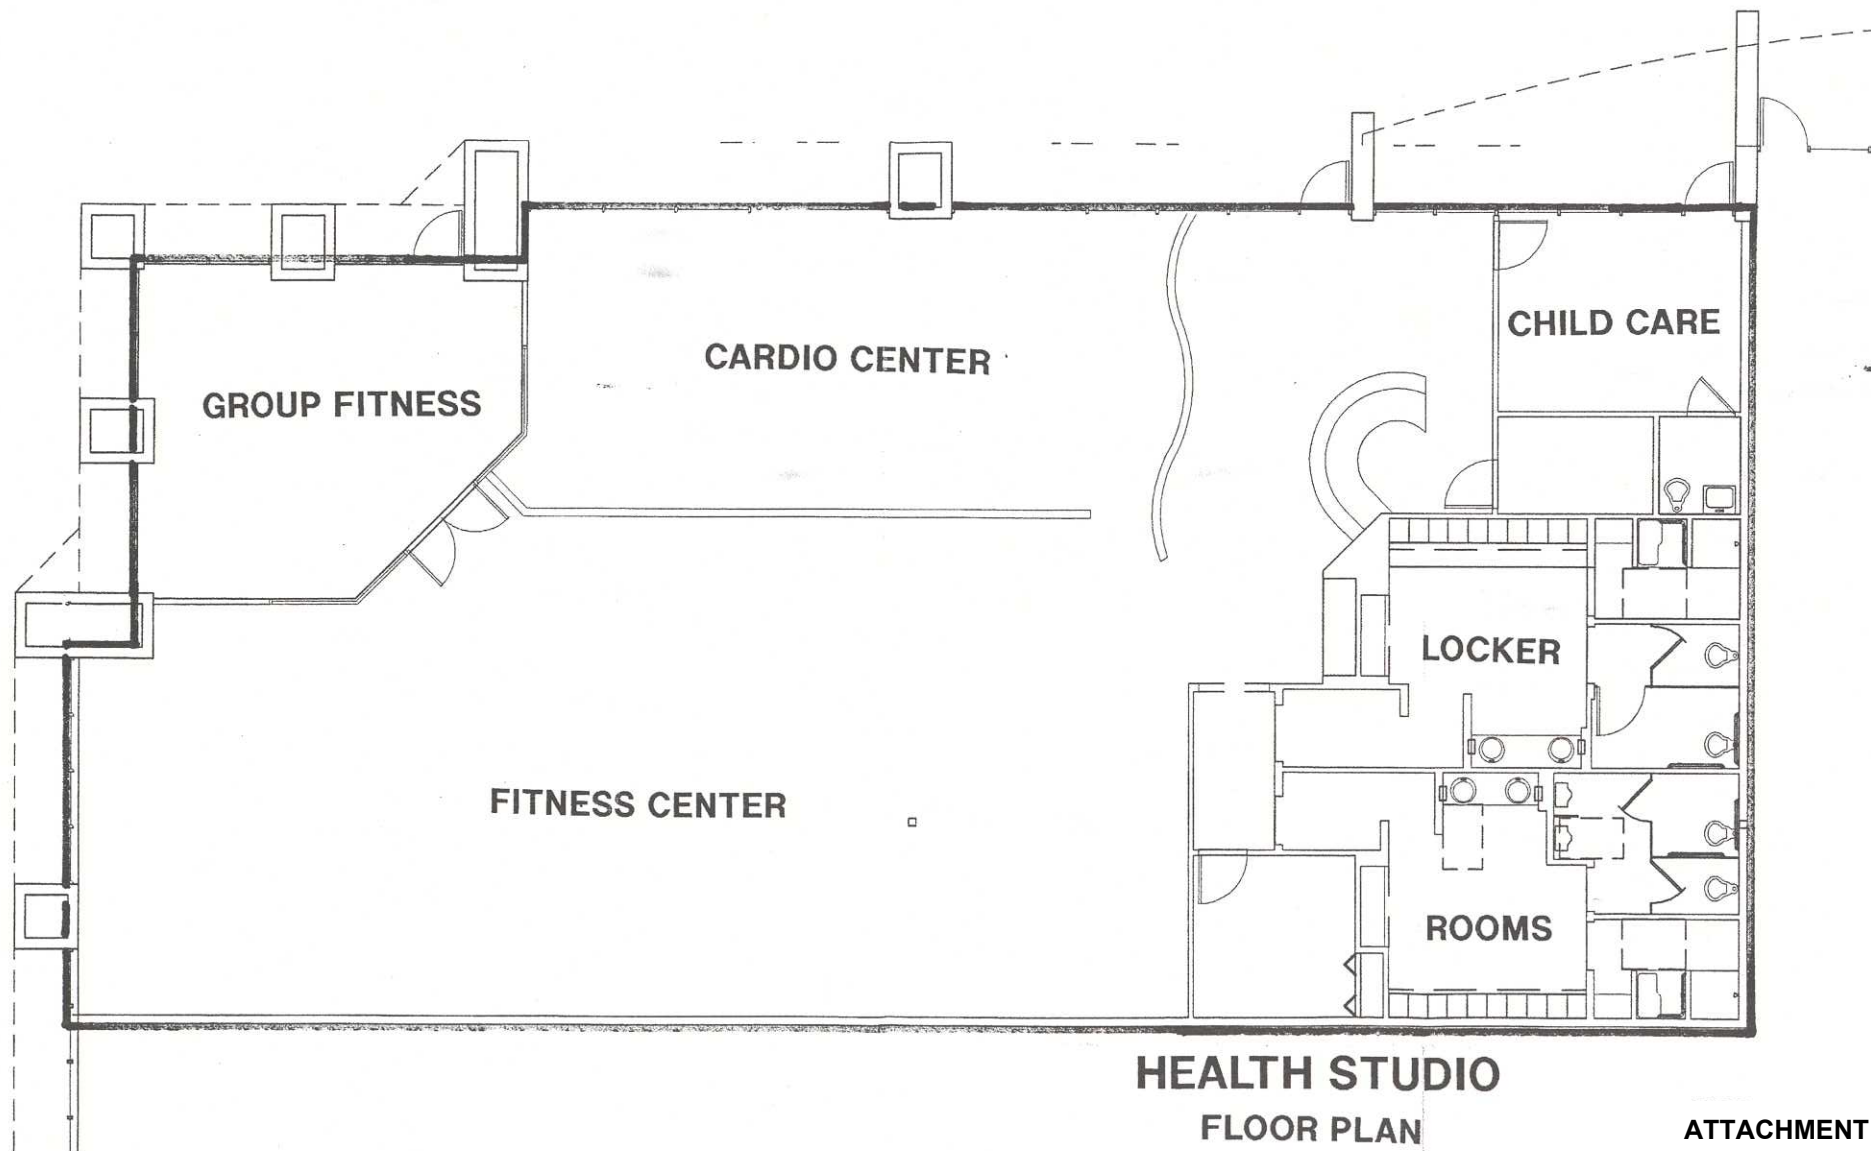 CHILD CARE
CARDIO CENTER
GROUP FITNESS
LOCKER
FITNESS CENTER
ROOMS
HEALTH STUDIO
FLOOR PLAN
ATTACHMENT